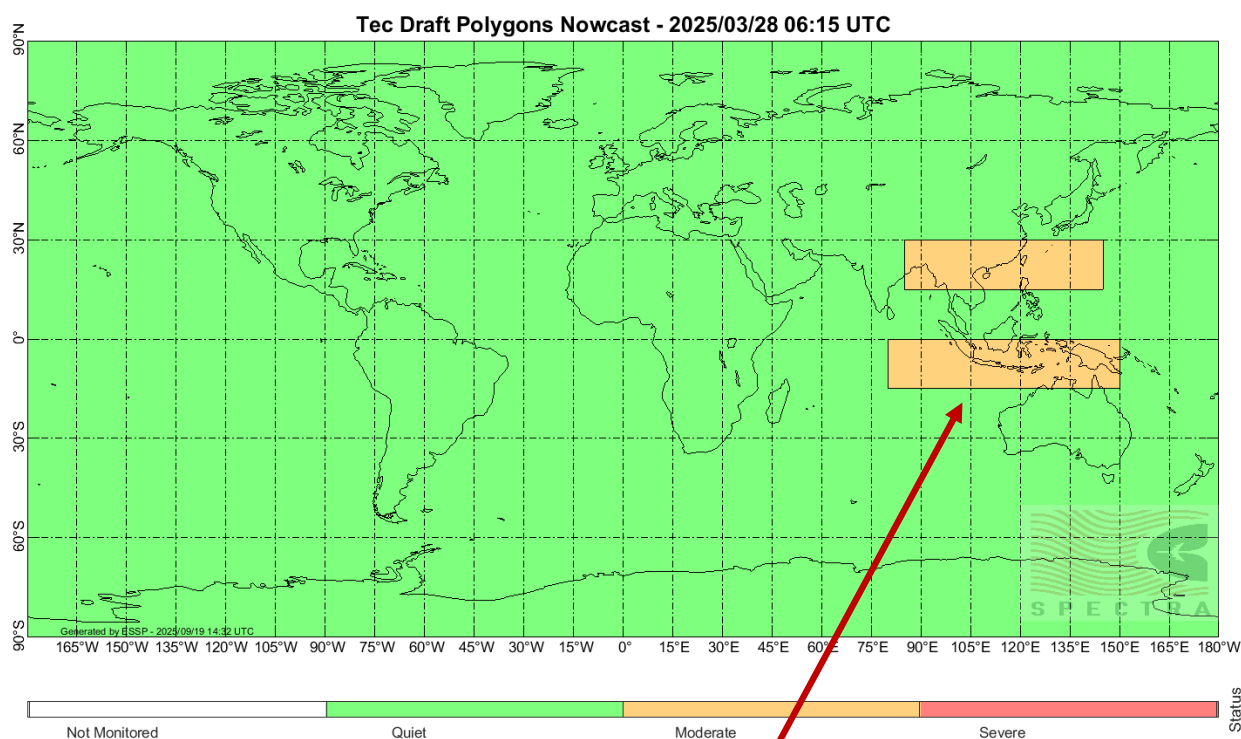 Tec Draft Polygons Nowcast - 2025/03/28 06:15 UTC
90°N
60°N
30°N
0°
30°S
60°S
90°S
SPECTRA
Generated by ESSP - 2025/09/19 14:32 UTC
165°W 150°W 135°W 120°W 105°W 90°W 75°W 60°W 45°W 30°W 15°W 0° 15°E 30°E 45°E 60°E 75°E 90°E 105°E 120°E 135°E 150°E 165°E 180°W
Status
Not Monitored Quiet Moderate Severe